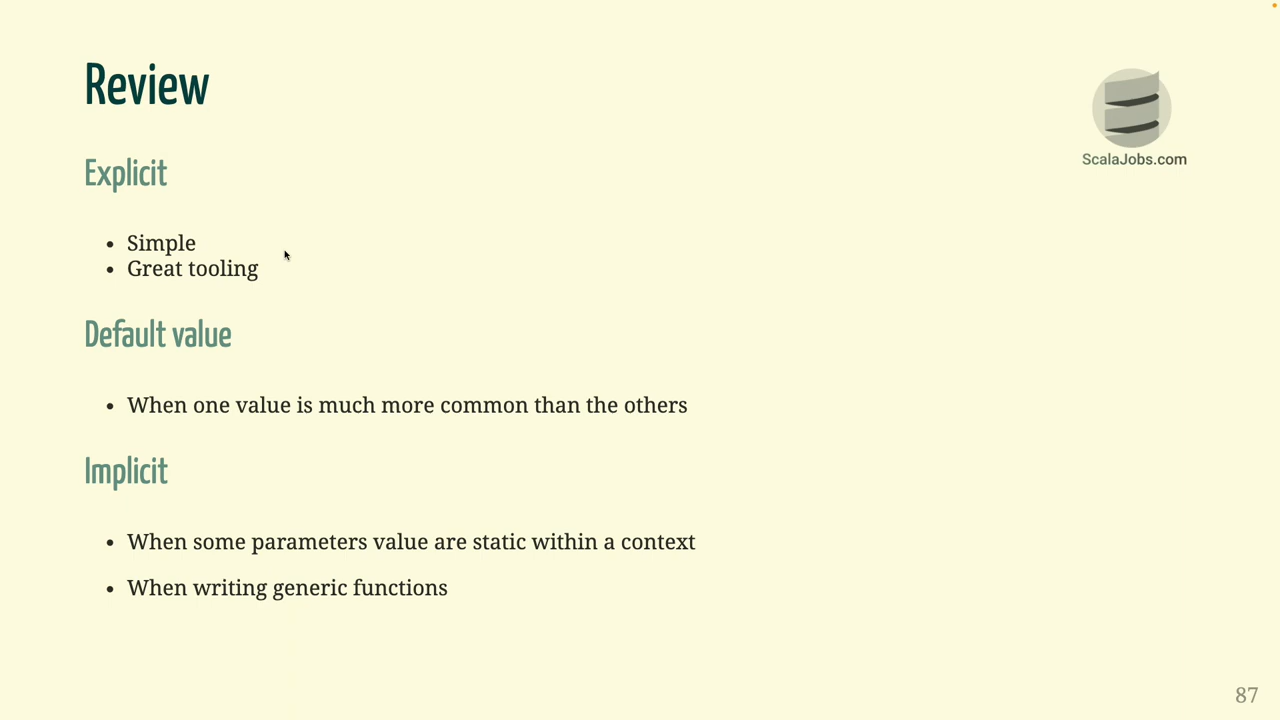 Review
ScalaJobs.com
Explicit
• Simple
• Great tooling
Default value
• When one value is much more common than the others
Implicit
• When some parameters value are static within a context
• When writing generic functions
87